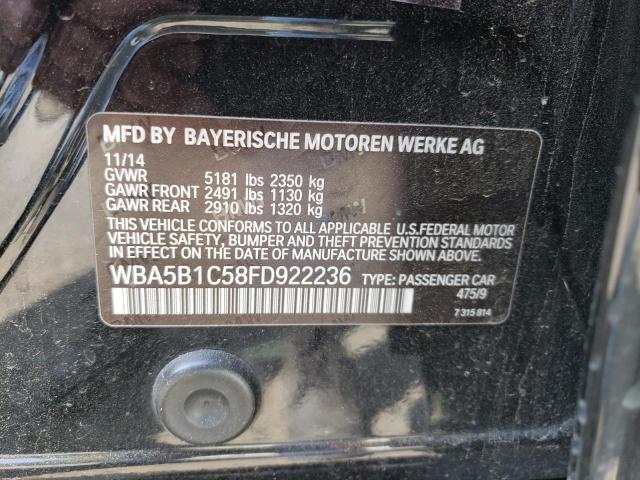 MFD BY BAYERISCHE MOTOREN WERKE AG
11/14
GVWR 5181 lbs 2350 kg
GAWR FRONT 2491 lbs 1130 kg
GAWR REAR 2910 lbs 1320 kg
THIS VEHICLE CONFORMS TO ALL APPLICABLE U.S.FEDERAL MOTOR
VEHICLE SAFETY, BUMPER AND THEFT PREVENTION STANDARDS
IN EFFECT ON THE DATE OF MANUFACTURE SHOWN ABOVE.
WBA5B1C58FD922236 TYPE: PASSENGER CAR
475/9
7 315 814